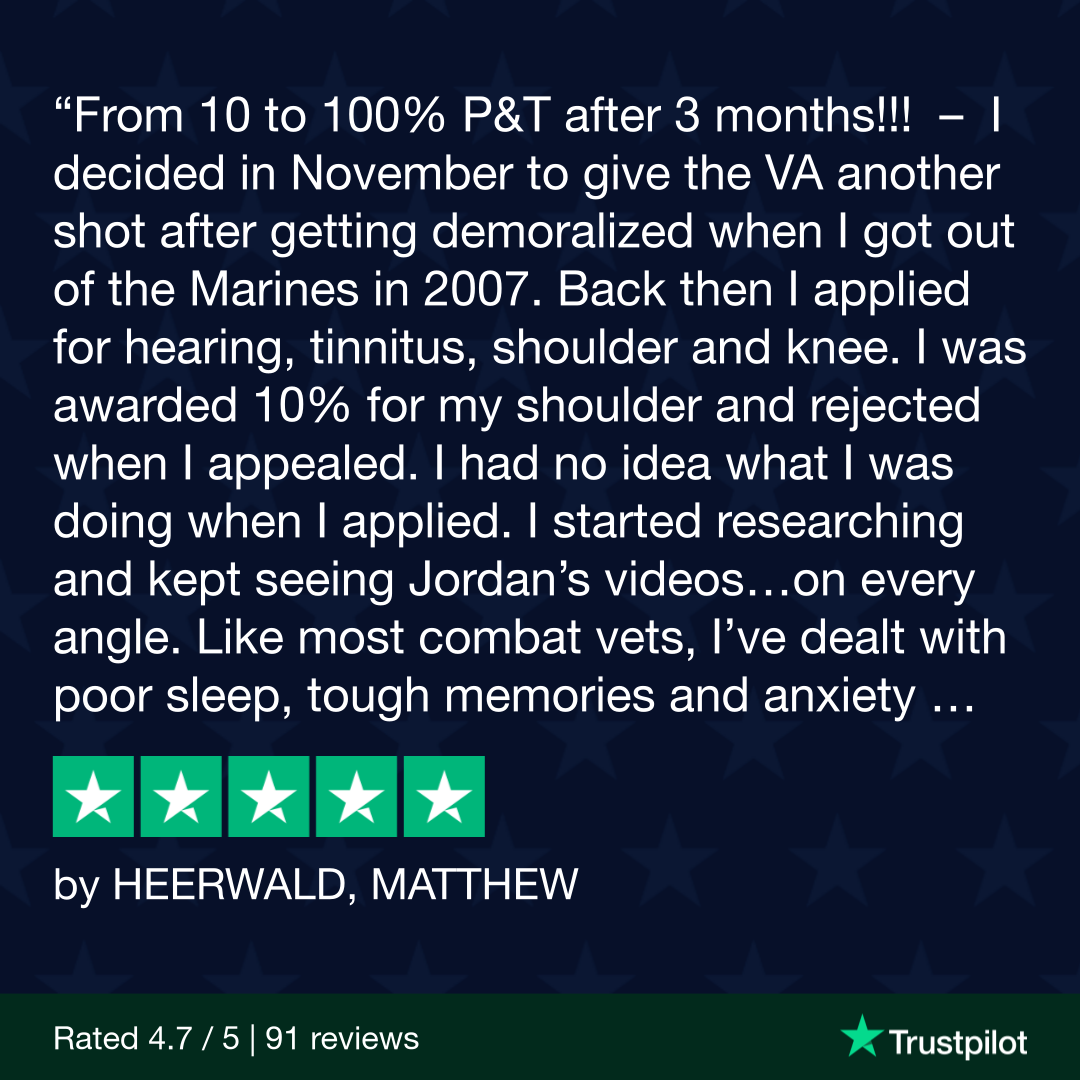 “From 10 to 100% P&T after 3 months!!! – I
decided in November to give the VA another
shot after getting demoralized when I got out
of the Marines in 2007. Back then I applied
for hearing, tinnitus, shoulder and knee. I was
awarded 10% for my shoulder and rejected
when I appealed. I had no idea what I was
doing when I applied. I started researching
and kept seeing Jordan’s videos…on every
angle. Like most combat vets, I’ve dealt with
poor sleep, tough memories and anxiety …
by HEERWALD, MATTHEW
Rated 4.7 / 5 | 91 reviews
Trustpilot